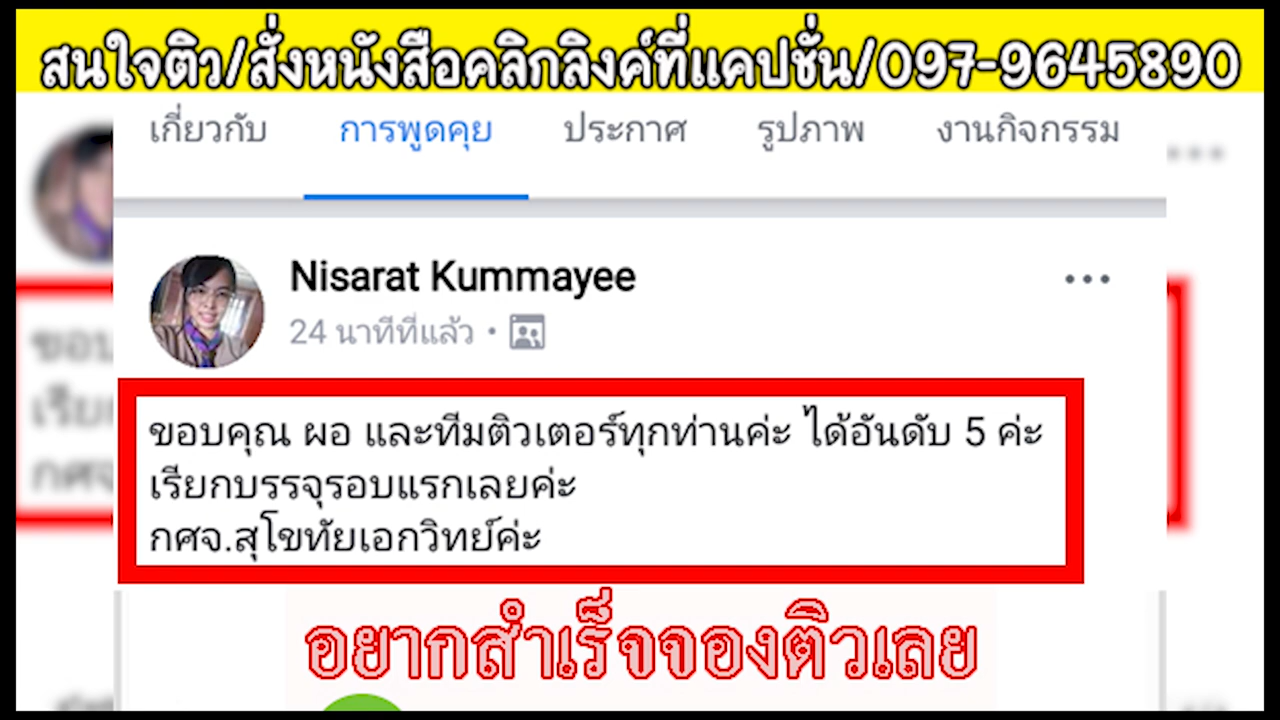 สนใจติว/สั่งหนังสือคลิกลิงค์ที่แคปชั่น/097-9645890
เกี่ยวกับ การพูดคุย ประกาศ รูปภาพ งานกิจกรรม
Nisarat Kummayee
24 นาทีที่แล้ว
ขอบคุณ ผอ และทีมติวเตอร์ทุกท่านค่ะ ได้อันดับ 5 ค่ะ
เรียกบรรจุรอบแรกเลยค่ะ
กศจ.สุโขทัยเอกวิทย์ค่ะ
อยากสำเร็จจองติวเลย